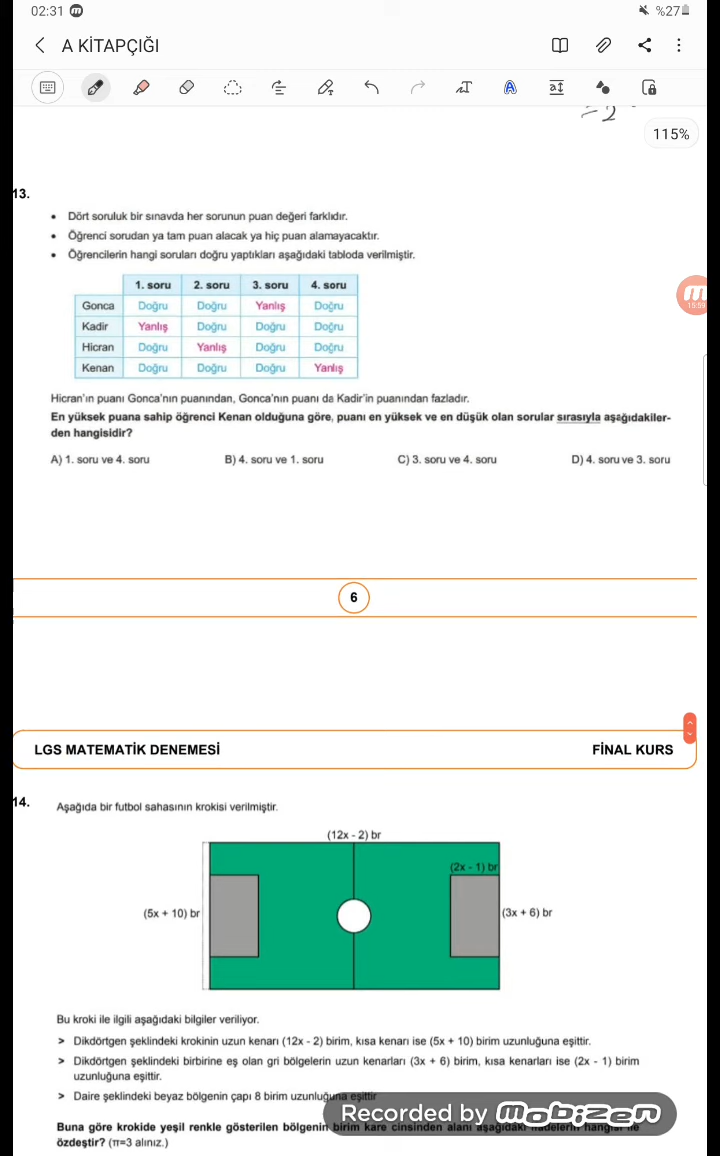 02:31
%27
A KİTAPÇIĞI
115%
13.
• Dört soruluk bir sınavda her sorunun puan değeri farklıdır.
• Öğrenci sorudan ya tam puan alacak ya hiç puan alamayacaktır.
• Öğrencilerin hangi soruları doğru yaptıkları aşağıdaki tabloda verilmiştir.
1. soru 2. soru 3. soru 4. soru
Gonca Doğru Doğru Yanlış Doğru
Kadir Yanlış Doğru Doğru Doğru
Hicran Doğru Yanlış Doğru Doğru
Kenan Doğru Doğru Doğru Yanlış
Hicran'ın puanı Gonca'nın puanından, Gonca'nın puanı da Kadir'in puanından fazladır.
En yüksek puana sahip öğrenci Kenan olduğuna göre, puanı en yüksek ve en düşük olan sorular sırasıyla aşağıdakiler-
den hangisidir?
A) 1. soru ve 4. soru B) 4. soru ve 1. soru C) 3. soru ve 4. soru D) 4. soru ve 3. soru
6
LGS MATEMATİK DENEMESİ FİNAL KURS
14. Aşağıda bir futbol sahasının krokisi verilmiştir.
(12x - 2) br
(2x - 1) br
(5x + 10) br
(3x + 6) br
Bu kroki ile ilgili aşağıdaki bilgiler veriliyor.
> Dikdörtgen şeklindeki krokinin uzun kenarı (12x - 2) birim, kısa kenarı ise (5x + 10) birim uzunluğuna eşittir.
> Dikdörtgen şeklindeki birbirine eş olan gri bölgelerin uzun kenarları (3x + 6) birim, kısa kenarları ise (2x - 1) birim
uzunluğuna eşittir.
> Daire şeklindeki beyaz bölgenin çapı 8 birim uzunluğuna eşittir
Recorded by mobizen
Buna göre krokide yeşil renkle gösterilen bölgenin birim kare cinsinden alanı aşağıdaki ifadelerin hangisi ile
özdeştir? (π=3 alınız.)